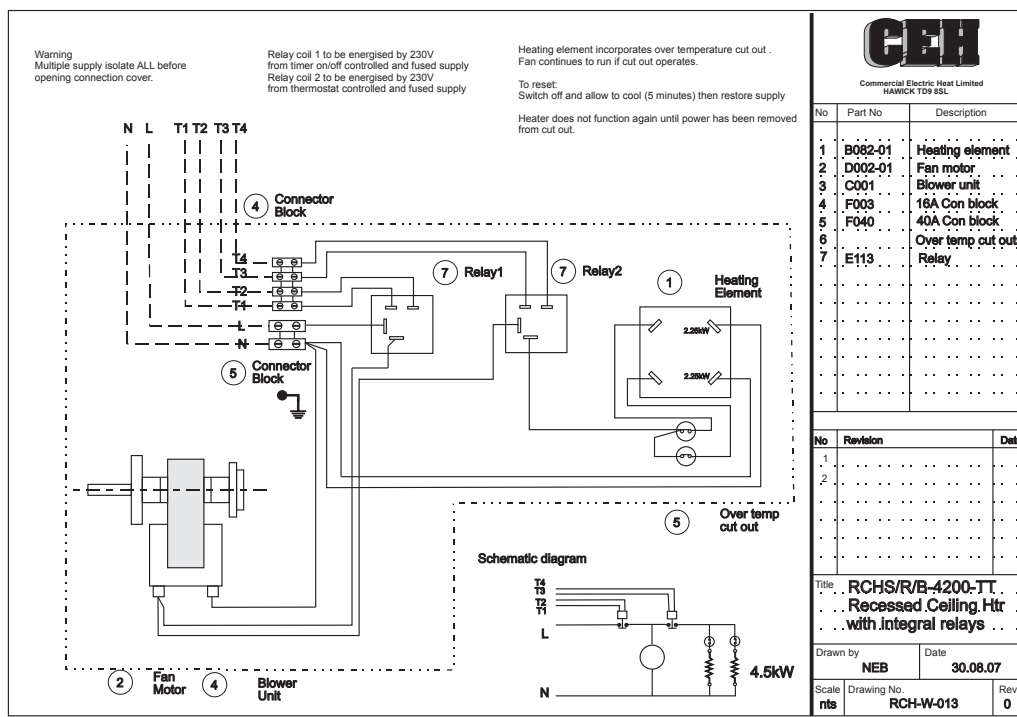 Warning
Multiple supply isolate ALL before
opening connection cover.
Relay coil 1 to be energised by 230V
from timer on/off controlled and fused supply
Relay coil 2 to be energised by 230V
from thermostat controlled and fused supply
Heating element incorporates over temperature cut out .
Fan continues to run if cut out operates.
To reset:
Switch off and allow to cool (5 minutes) then restore supply
Heater does not function again until power has been removed
from cut out.
N L T1 T2 T3 T4
4 Connector
Block
T4
T3
T2
T1
L
N
7 Relay1
7 Relay2
1 Heating
Element
2.25kW
2.25kW
5 Connector
Block
5 Over temp
cut out
2 Fan
Motor
4 Blower
Unit
Schematic diagram
T4
T3
T2
T1
L
N
4.5kW
CEH
Commercial Electric Heat Limited
HAWICK TD9 8SL
No Part No Description
1 B082-01 Heating element
2 D002-01 Fan motor
3 C001 Blower unit
4 F003 16A Con block
5 F040 40A Con block
6 Over temp cut out
7 E113 Relay
No Revision Dat
1
2
Title RCHS/R/B-4200-TT
Recessed Ceiling Htr
with integral relays
Drawn by
NEB
Date
30.08.07
Scale
nts
Drawing No.
RCH-W-013
Rev
0